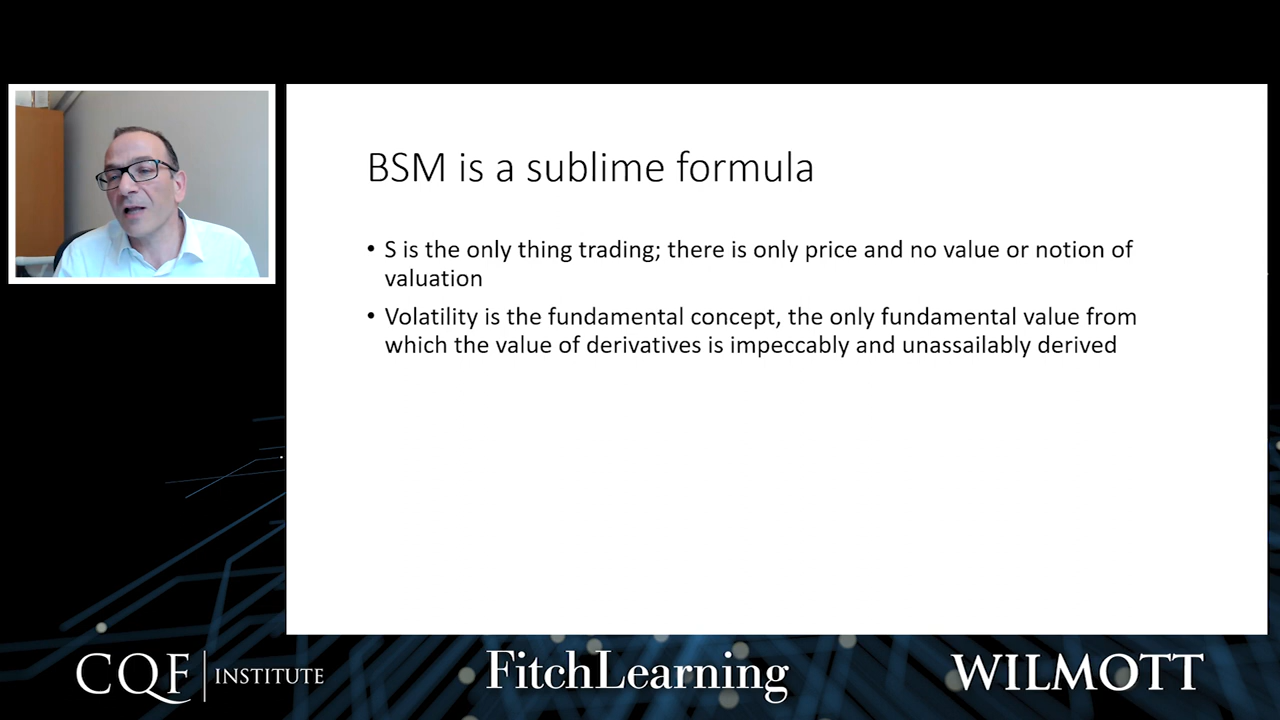 BSM is a sublime formula
• S is the only thing trading; there is only price and no value or notion of
valuation
• Volatility is the fundamental concept, the only fundamental value from
which the value of derivatives is impeccably and unassailably derived
CQF INSTITUTE
FitchLearning
WILMOTT